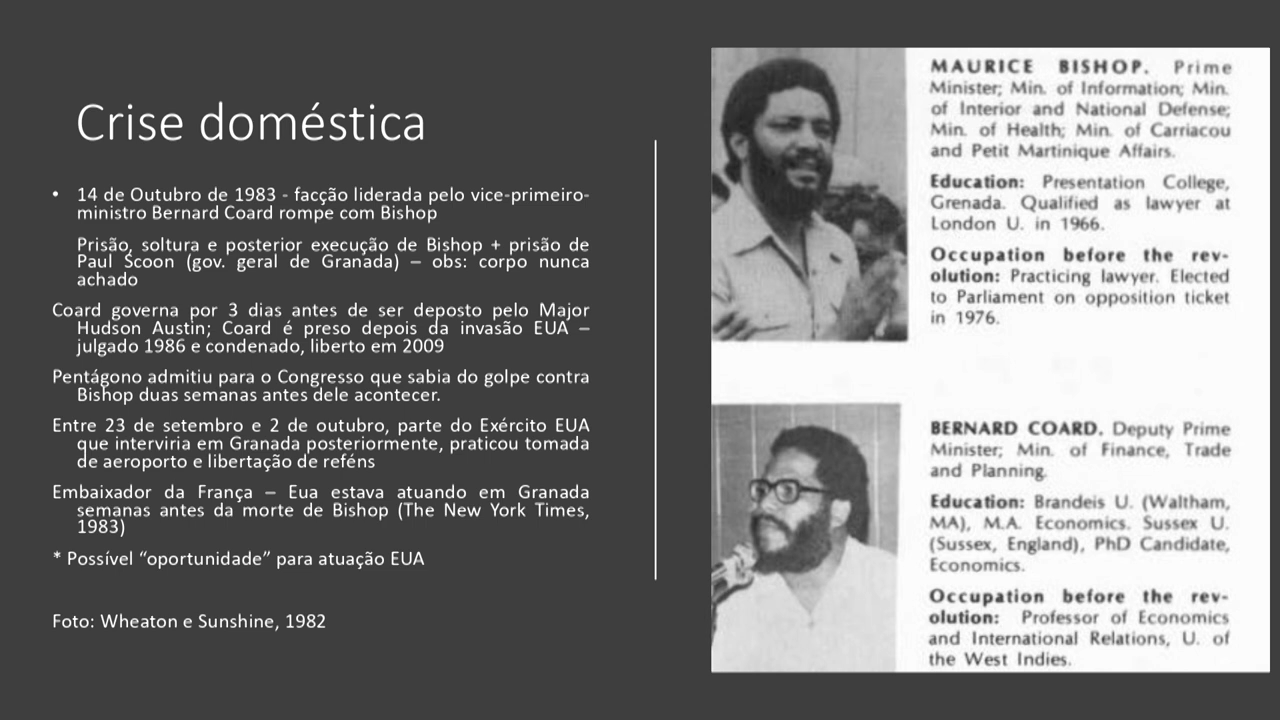 Crise doméstica
• 14 de Outubro de 1983 - facção liderada pelo vice-primeiro-
ministro Bernard Coard rompe com Bishop
Prisão, soltura e posterior execução de Bishop + prisão de
Paul Scoon (gov. geral de Granada) – obs: corpo nunca
achado
Coard governa por 3 dias antes de ser deposto pelo Major
Hudson Austin; Coard é preso depois da invasão EUA –
julgado 1986 e condenado, liberto em 2009
Pentágono admitiu para o Congresso que sabia do golpe contra
Bishop duas semanas antes dele acontecer.
Entre 23 de setembro e 2 de outubro, parte do Exército EUA
que interviria em Granada posteriormente, praticou tomada
de aeroporto e libertação de reféns
Embaixador da França – Eua estava atuando em Granada
semanas antes da morte de Bishop (The New York Times,
1983)
* Possível “oportunidade” para atuação EUA
Foto: Wheaton e Sunshine, 1982
MAURICE BISHOP. Prime
Minister; Min. of Information; Min.
of Interior and National Defense;
Min. of Health; Min. of Carriacou
and Petit Martinique Affairs.
Education: Presentation College,
Grenada. Qualified as lawyer at
London U. in 1966.
Occupation before the rev-
olution: Practicing lawyer. Elected
to Parliament on opposition ticket
in 1976.
BERNARD COARD. Deputy Prime
Minister; Min. of Finance, Trade
and Planning.
Education: Brandeis U. (Waltham,
MA), M.A. Economics. Sussex U.
(Sussex, England), PhD Candidate,
Economics.
Occupation before the rev-
olution: Professor of Economics
and International Relations, U. of
the West Indies.